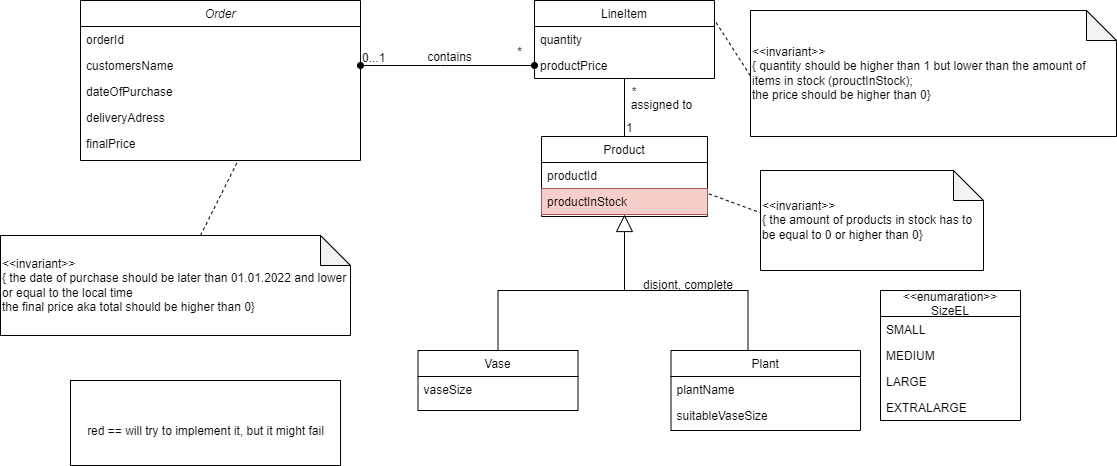 Order
orderId
customersName
dateOfPurchase
deliveryAdress
finalPrice
0...1
contains
*
LineItem
quantity
productPrice
<<invariant>>
{ quantity should be higher than 1 but lower than the amount of
items in stock (prouctInStock);
the price should be higher than 0}
*
assigned to
1
Product
productId
productInStock
<<invariant>>
{ the amount of products in stock has to
be equal to 0 or higher than 0}
<<invariant>>
{ the date of purchase should be later than 01.01.2022 and lower
or equal to the local time
the final price aka total should be higher than 0}
disjont, complete
Vase
vaseSize
Plant
plantName
suitableVaseSize
<<enumaration>>
SizeEL
SMALL
MEDIUM
LARGE
EXTRALARGE
red == will try to implement it, but it might fail